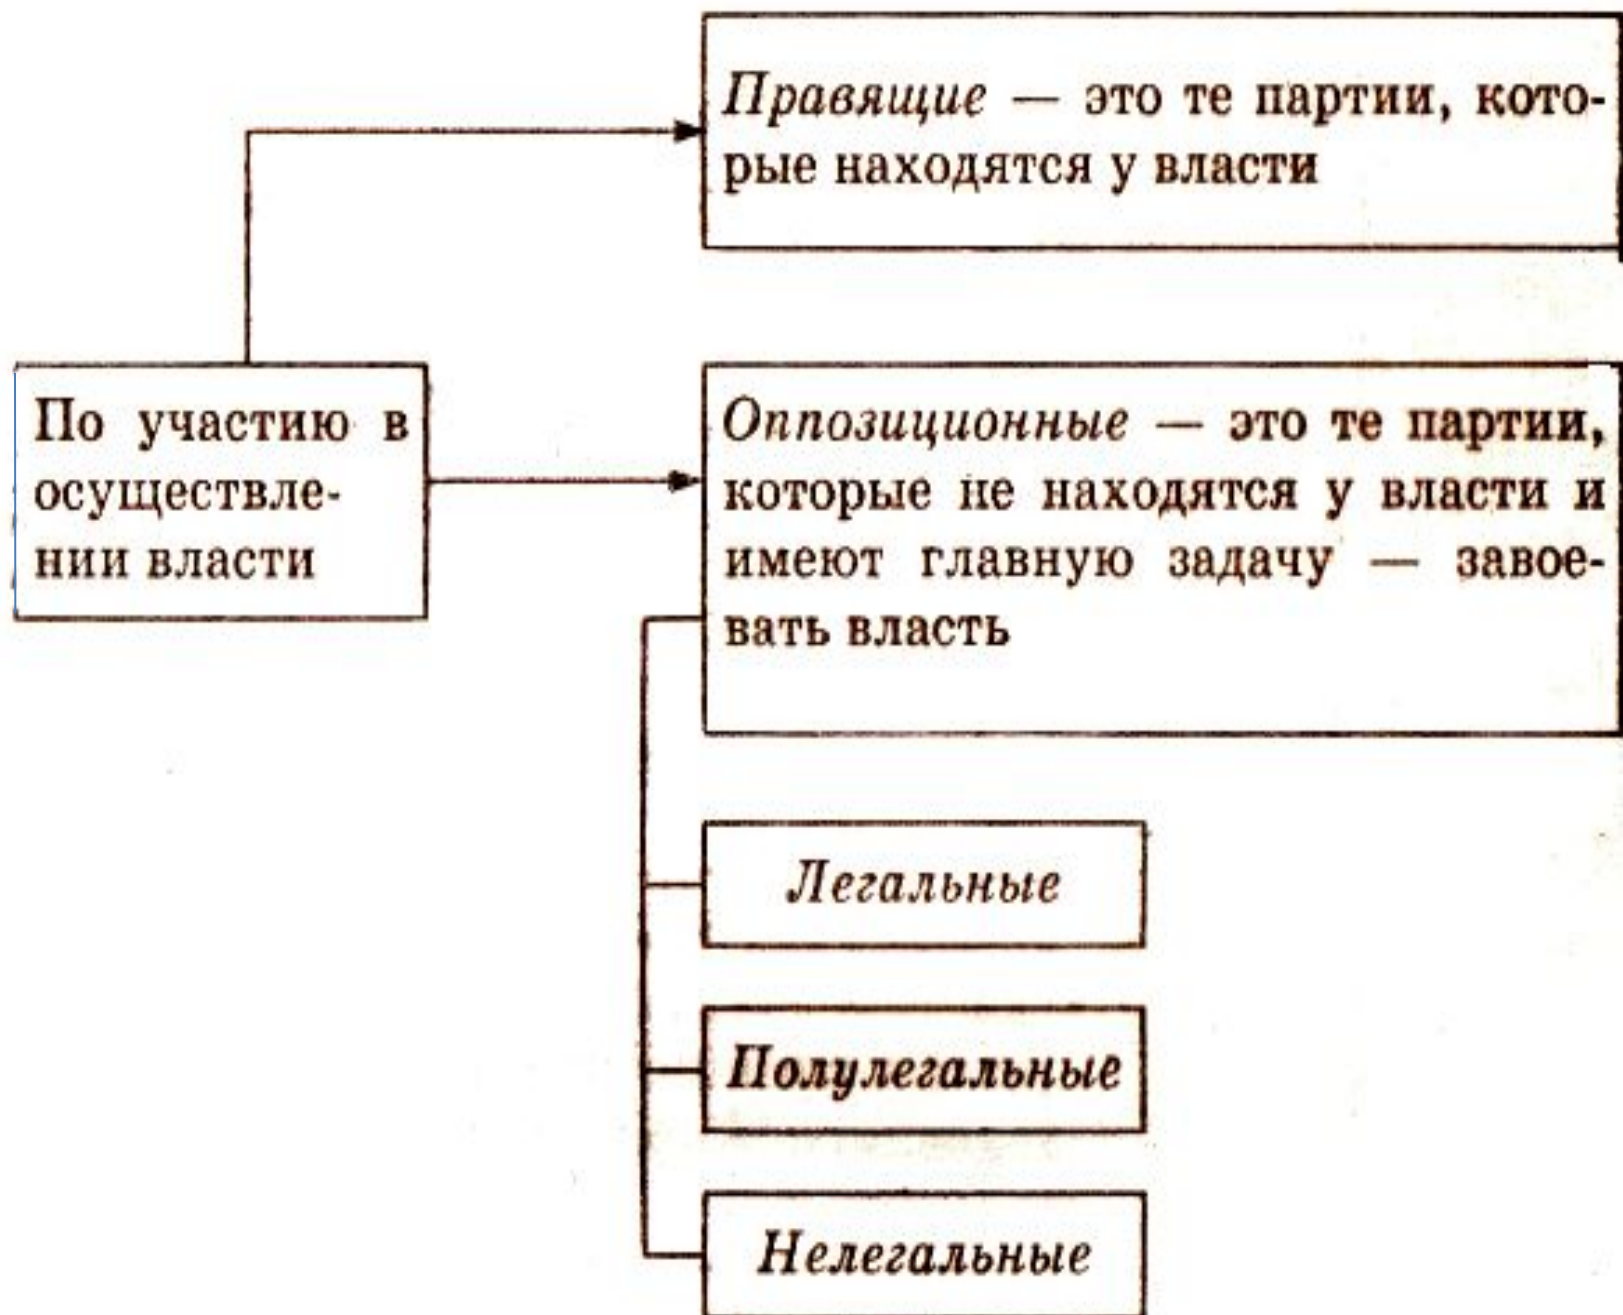 Правящие — это те партии, кото-
рые находятся у власти
По участию в
осуществле-
нии власти
Оппозиционные — это те партии,
которые не находятся у власти и
имеют главную задачу — завое-
вать власть
Легальные
Полулегальные
Нелегальные